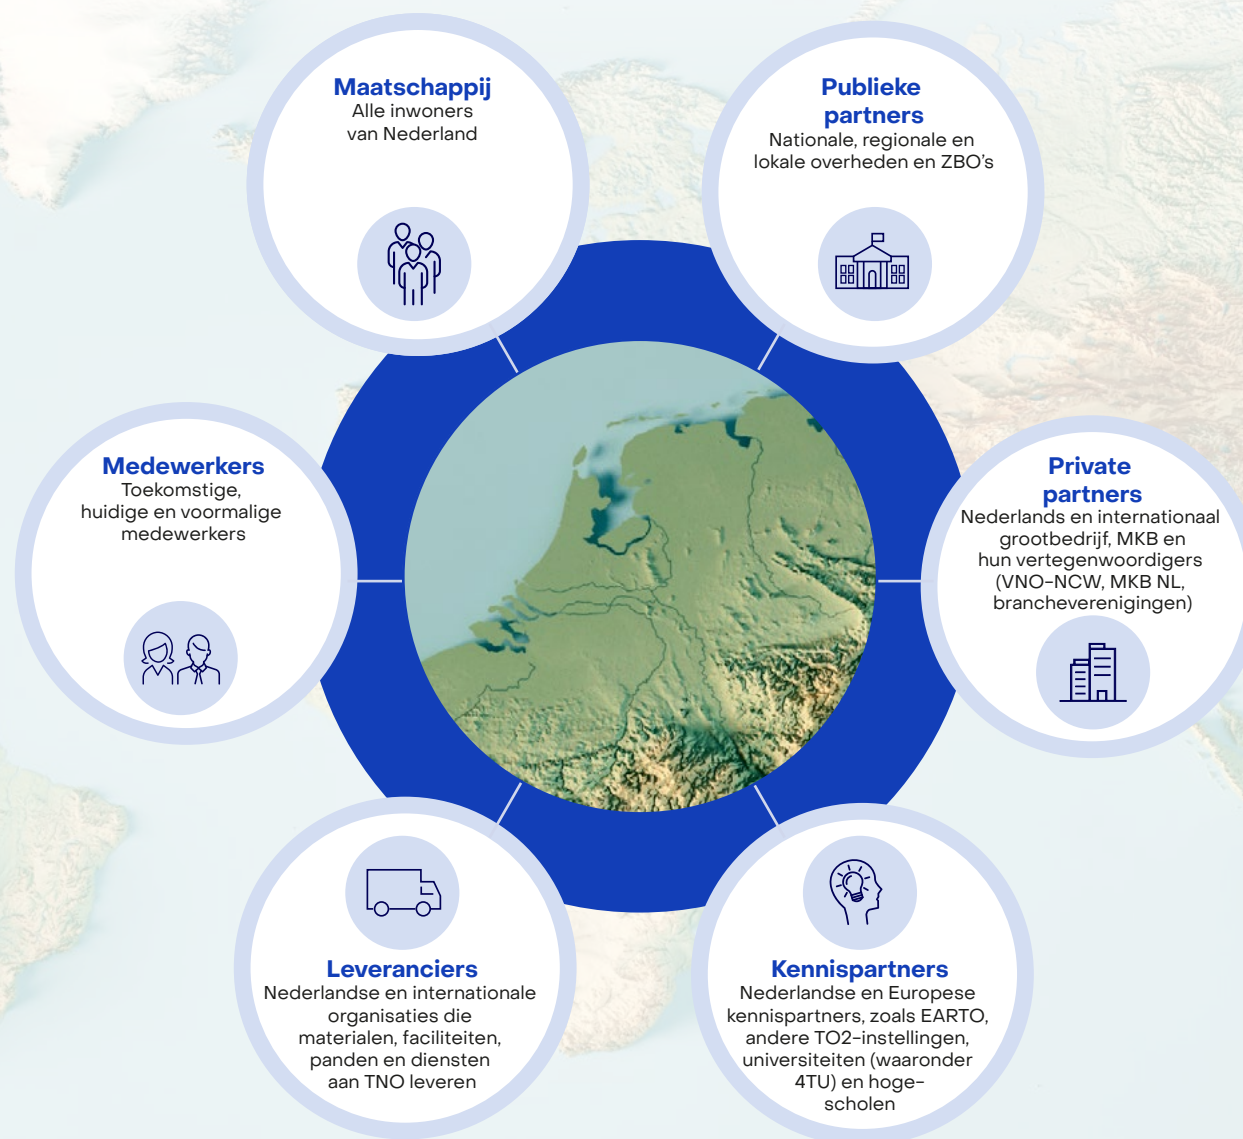 Maatschappij
Alle inwoners
van Nederland
Publieke
partners
Nationale, regionale en
lokale overheden en ZBO's
Medewerkers
Toekomstige,
huidige en voormalige
medewerkers
Private
partners
Nederlands en internationaal
grootbedrijf, MKB en
hun vertegenwoordigers
(VNO-NCW, MKB NL,
brancheverenigingen)
Leveranciers
Nederlandse en internationale
organisaties die
materialen, faciliteiten,
panden en diensten
aan TNO leveren
Kennispartners
Nederlandse en Europese
kennispartners, zoals EARTO,
andere TO2-instellingen,
universiteiten (waaronder
4TU) en hoge-
scholen